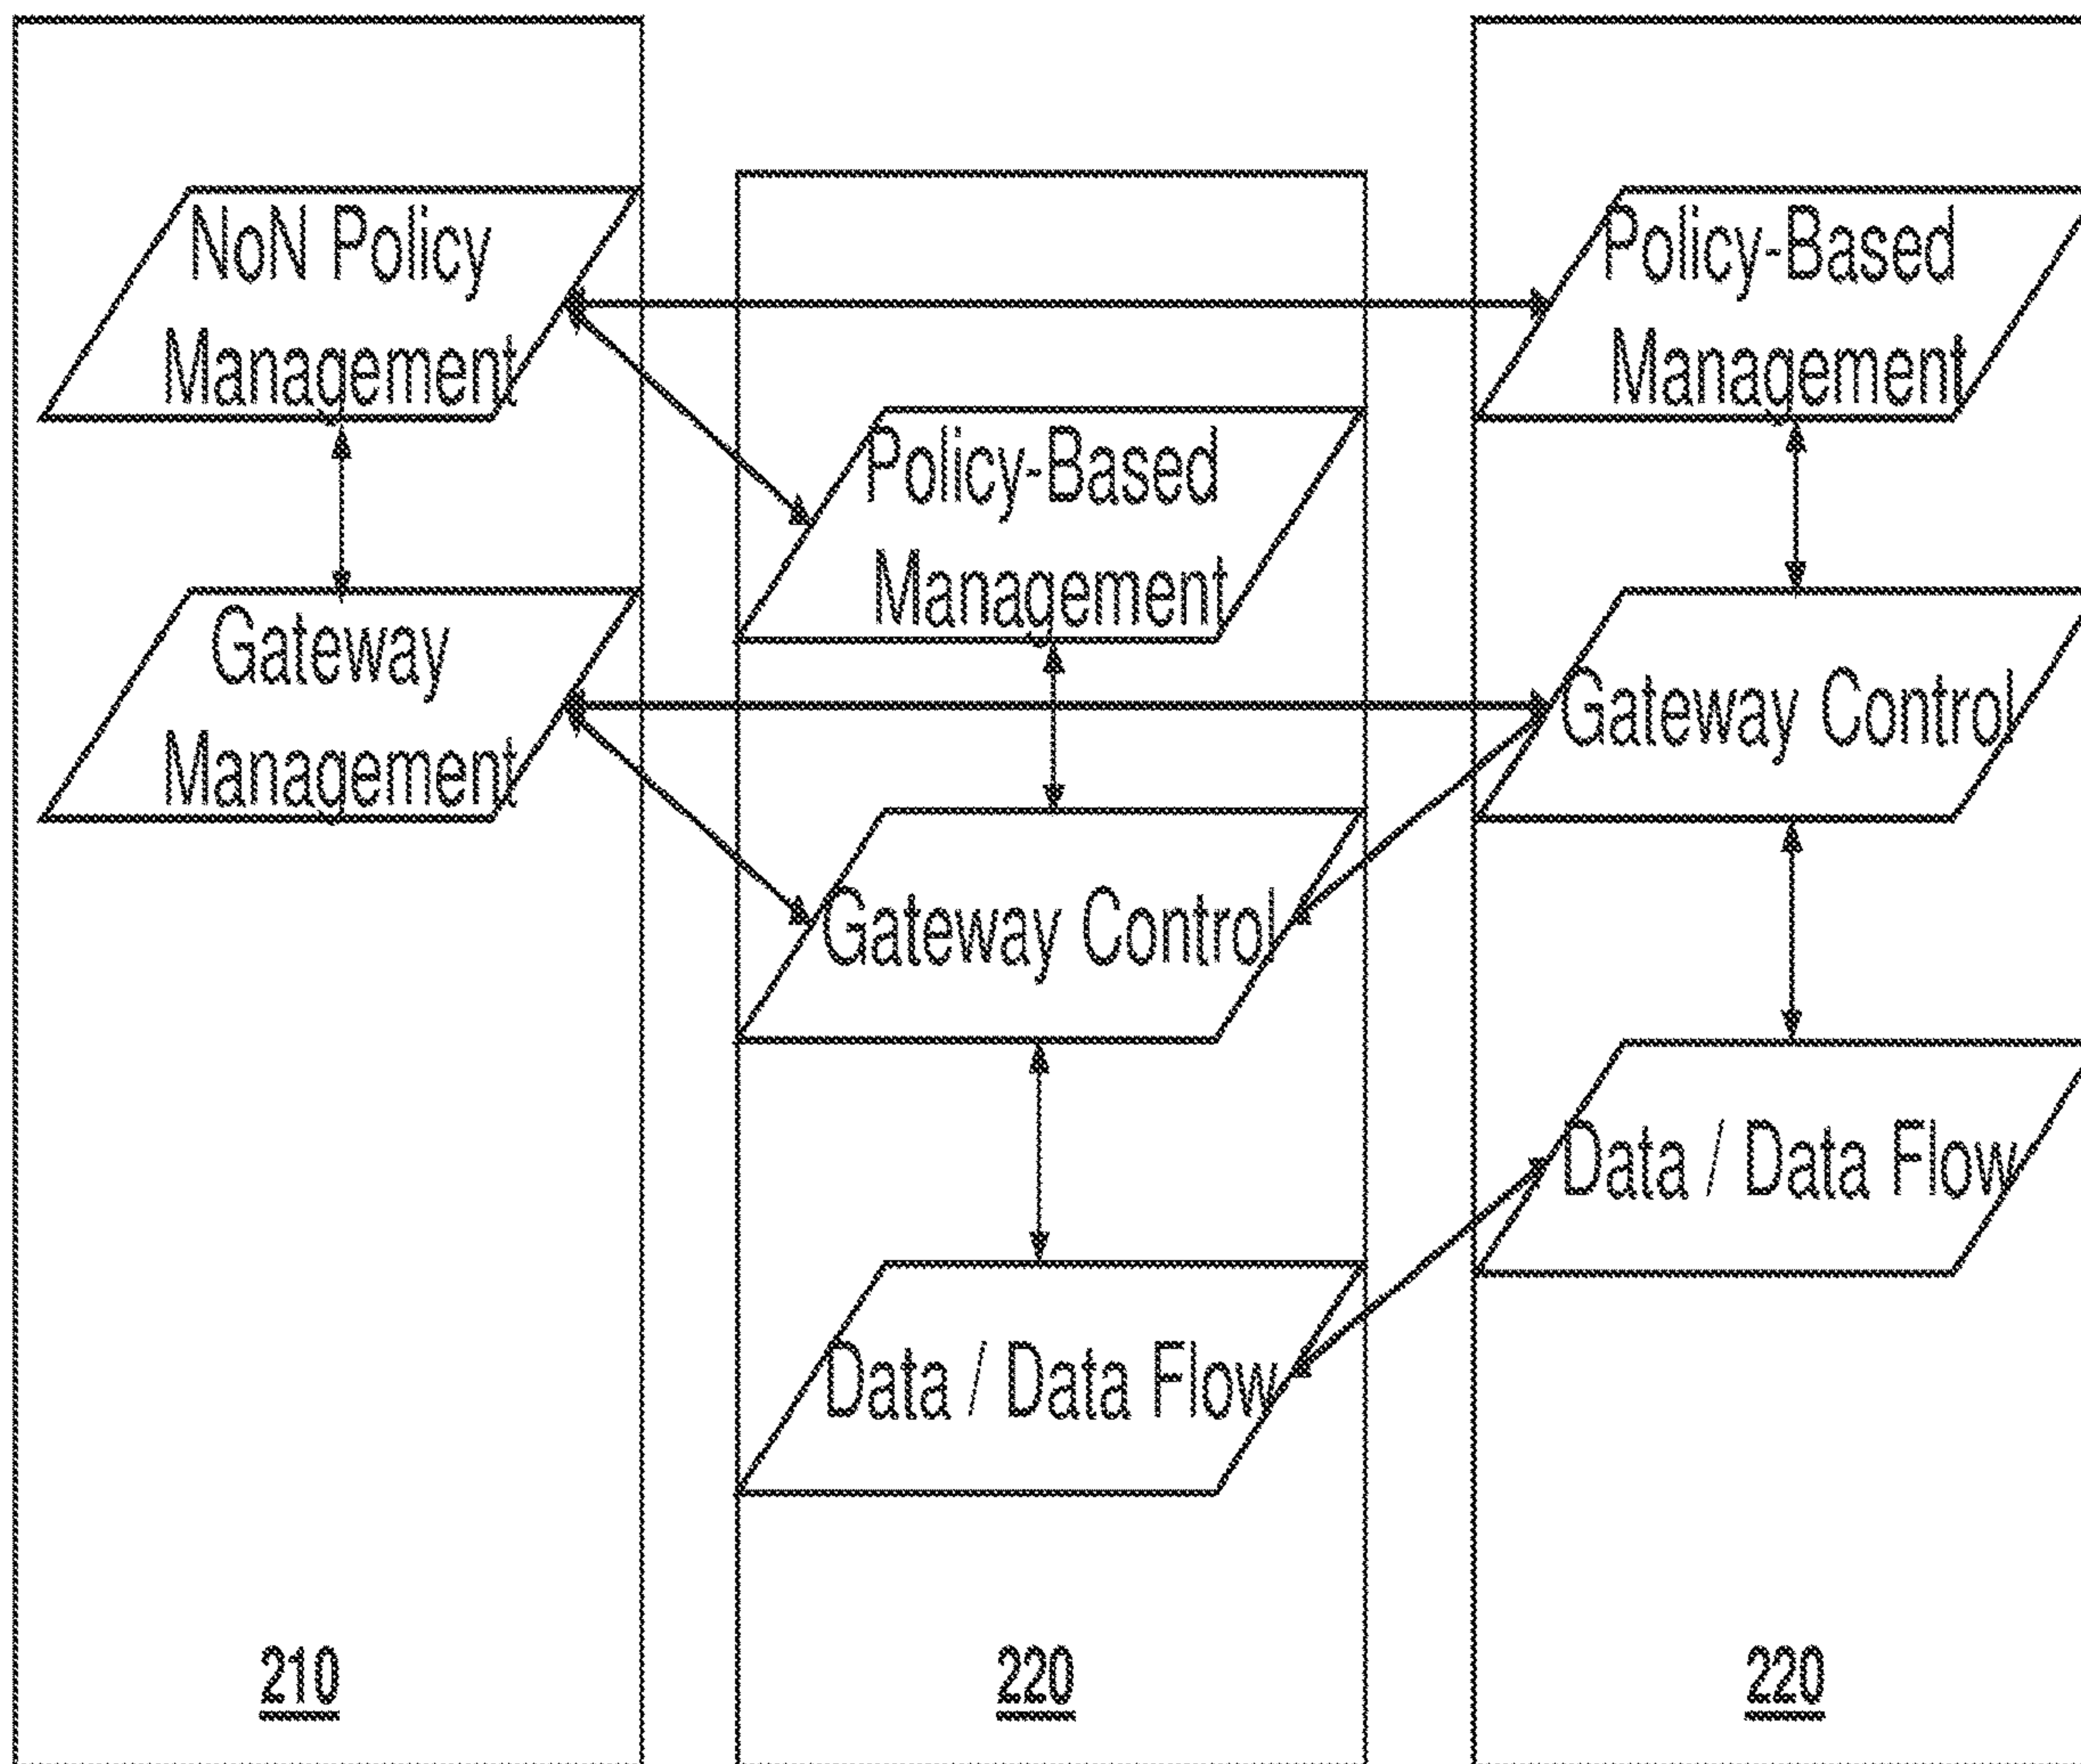 NoN Policy
Management
Gateway
Management
210
Policy-Based
Management
Gateway Control
Data / Data Flow
220
Policy-Based
Management
Gateway Control
Data / Data Flow
220